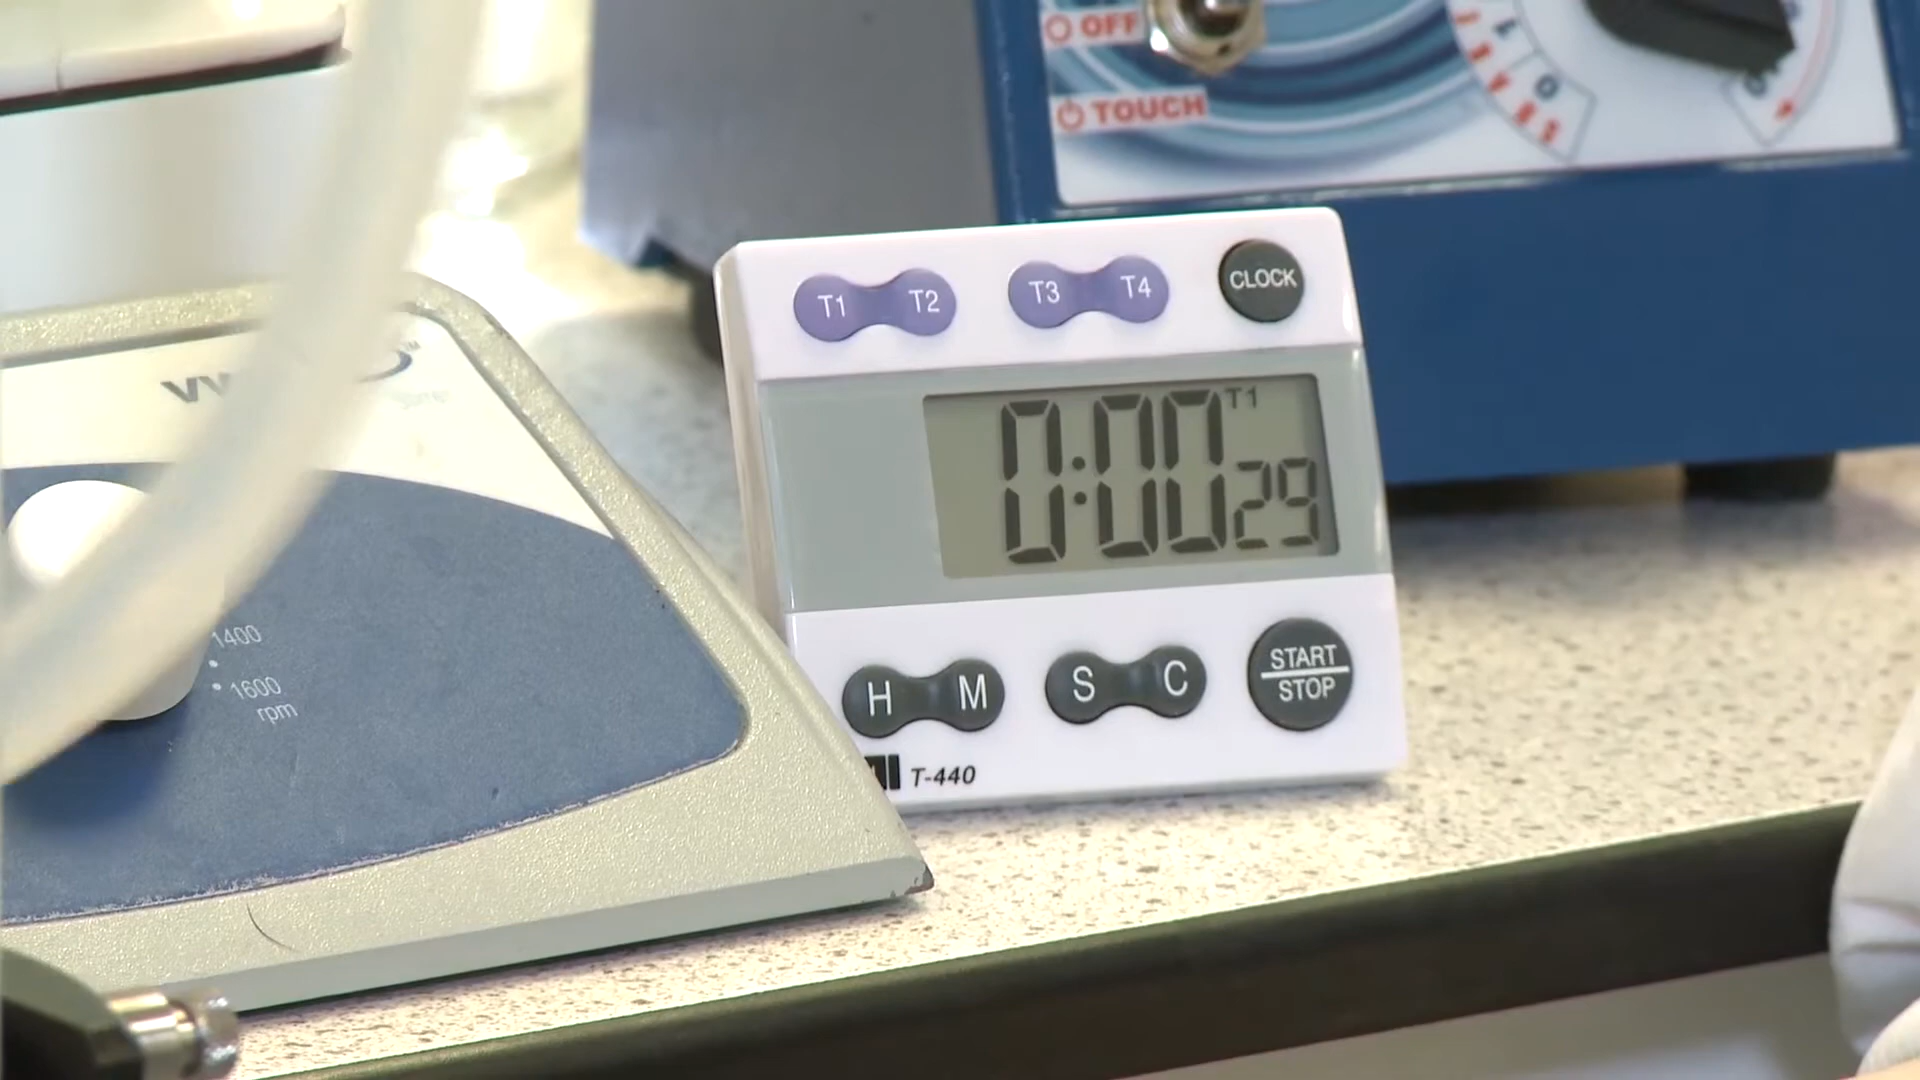 OFF
TOUCH
T1 T2 T3 T4 CLOCK
T1
0:00 29
1400
1600
rpm
H M S C START
STOP
T-440